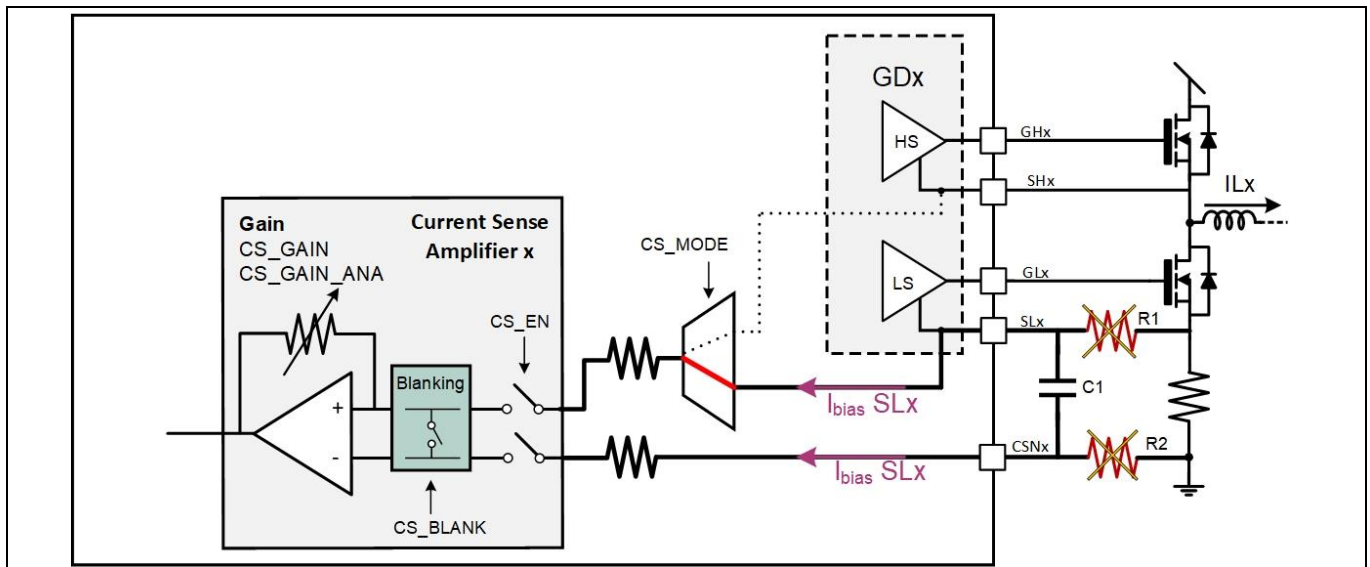 GDx
HS
GHx
SHx
ILx
Gain
CS_GAIN
CS_GAIN_ANA
Current Sense
Amplifier x
CS_MODE
LS
GLx
CS_EN
SLx
R1
Blanking
+
-
Ibias SLx
C1
Ibias SLx
CSNx
R2
CS_BLANK